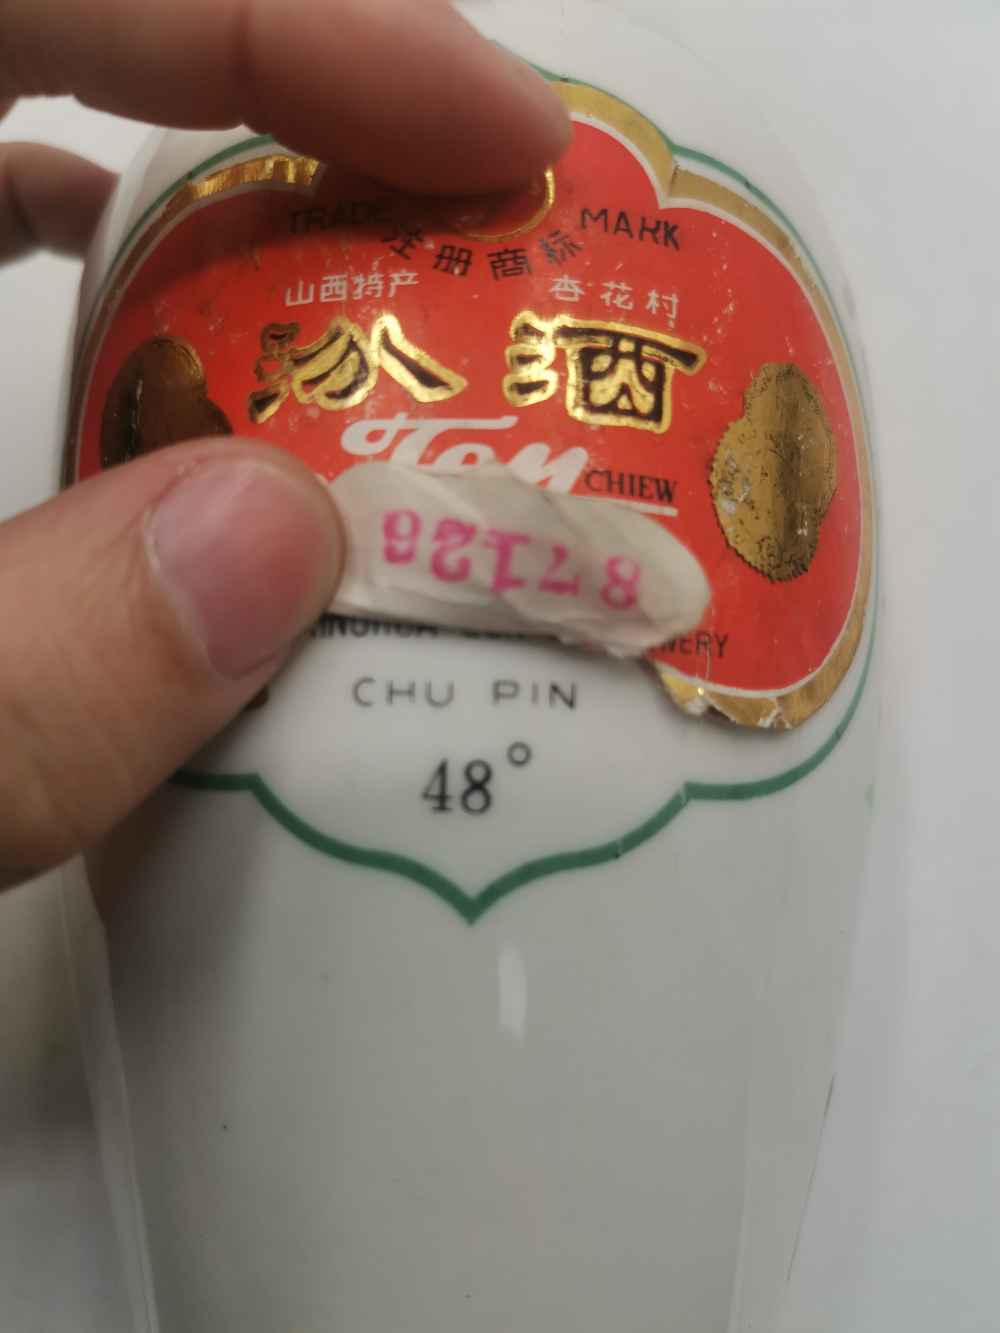 TRADE MARK
注册商标
山西特产 杏花村
汾酒
Fen CHIEW
CHU PIN
48°